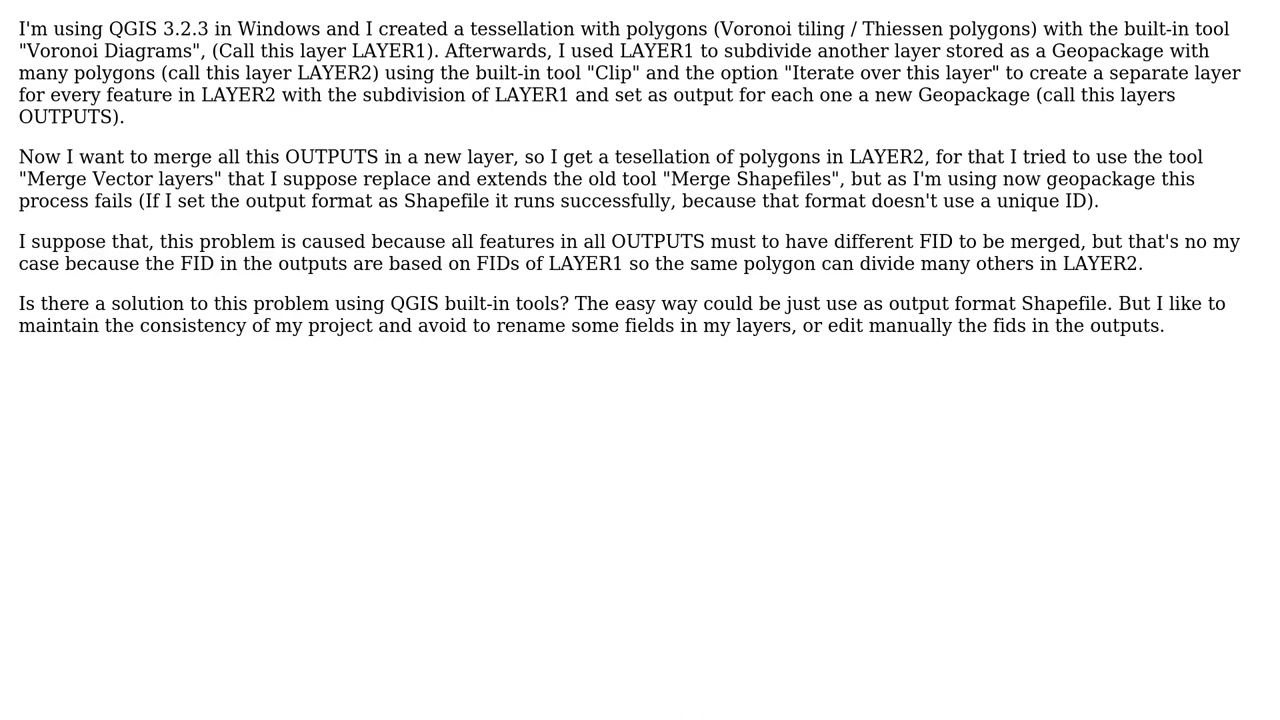 I'm using QGIS 3.2.3 in Windows and I created a tessellation with polygons (Voronoi tiling / Thiessen polygons) with the built-in tool
"Voronoi Diagrams", (Call this layer LAYER1). Afterwards, I used LAYER1 to subdivide another layer stored as a Geopackage with
many polygons (call this layer LAYER2) using the built-in tool "Clip" and the option "Iterate over this layer" to create a separate layer
for every feature in LAYER2 with the subdivision of LAYER1 and set as output for each one a new Geopackage (call this layers
OUTPUTS).
Now I want to merge all this OUTPUTS in a new layer, so I get a tesellation of polygons in LAYER2, for that I tried to use the tool
"Merge Vector layers" that I suppose replace and extends the old tool "Merge Shapefiles", but as I'm using now geopackage this
process fails (If I set the output format as Shapefile it runs successfully, because that format doesn't use a unique ID).
I suppose that, this problem is caused because all features in all OUTPUTS must to have different FID to be merged, but that's no my
case because the FID in the outputs are based on FIDs of LAYER1 so the same polygon can divide many others in LAYER2.
Is there a solution to this problem using QGIS built-in tools? The easy way could be just use as output format Shapefile. But I like to
maintain the consistency of my project and avoid to rename some fields in my layers, or edit manually the fids in the outputs.